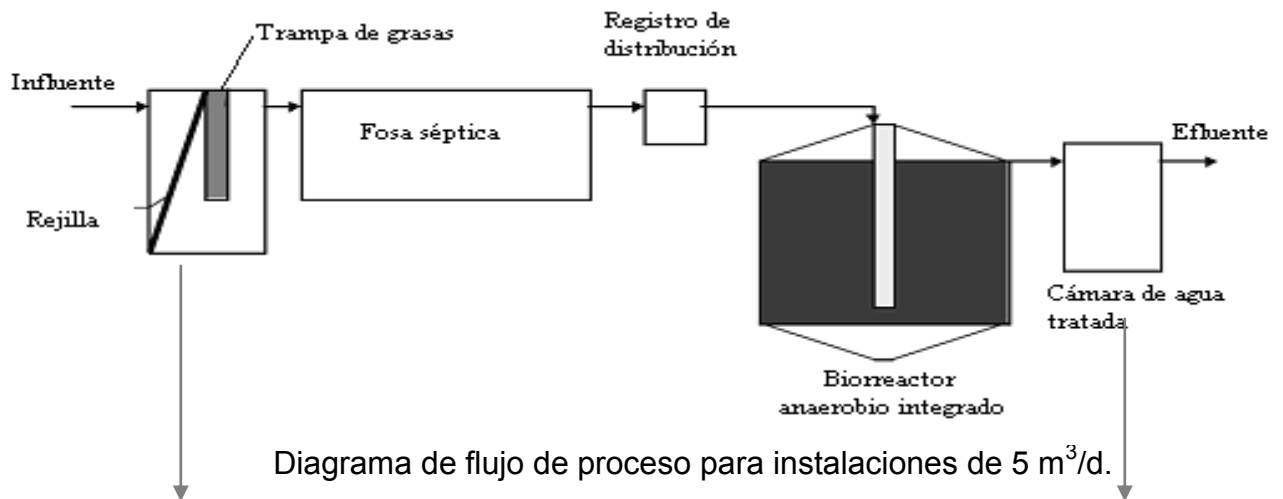 Trampa de grasas
Registro de
distribución
Influente
Fosa séptica
Efluente
Rejilla
Cámara de agua
tratada
Biorreactor
anaerobio integrado
Diagrama de flujo de proceso para instalaciones de 5 m³/d.